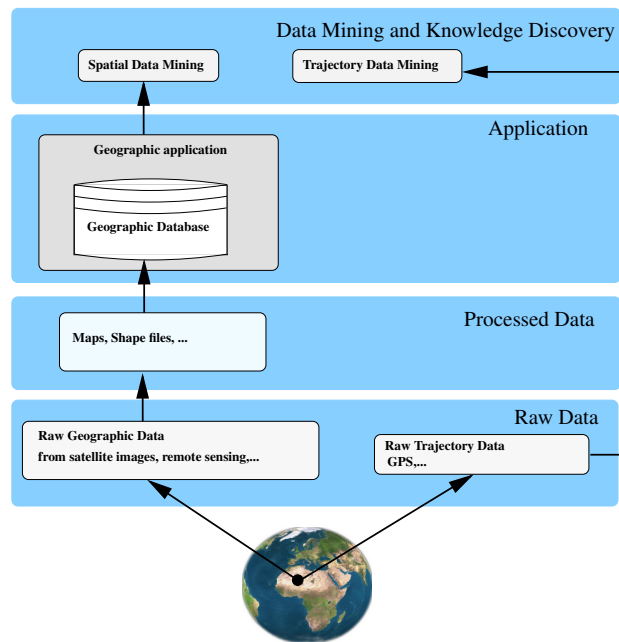 Data Mining and Knowledge Discovery
Spatial Data Mining
Trajectory Data Mining
Application
Geographic application
Geographic Database
Processed Data
Maps, Shape files, ...
Raw Data
Raw Geographic Data
from satellite images, remote sensing,...
Raw Trajectory Data
GPS,...